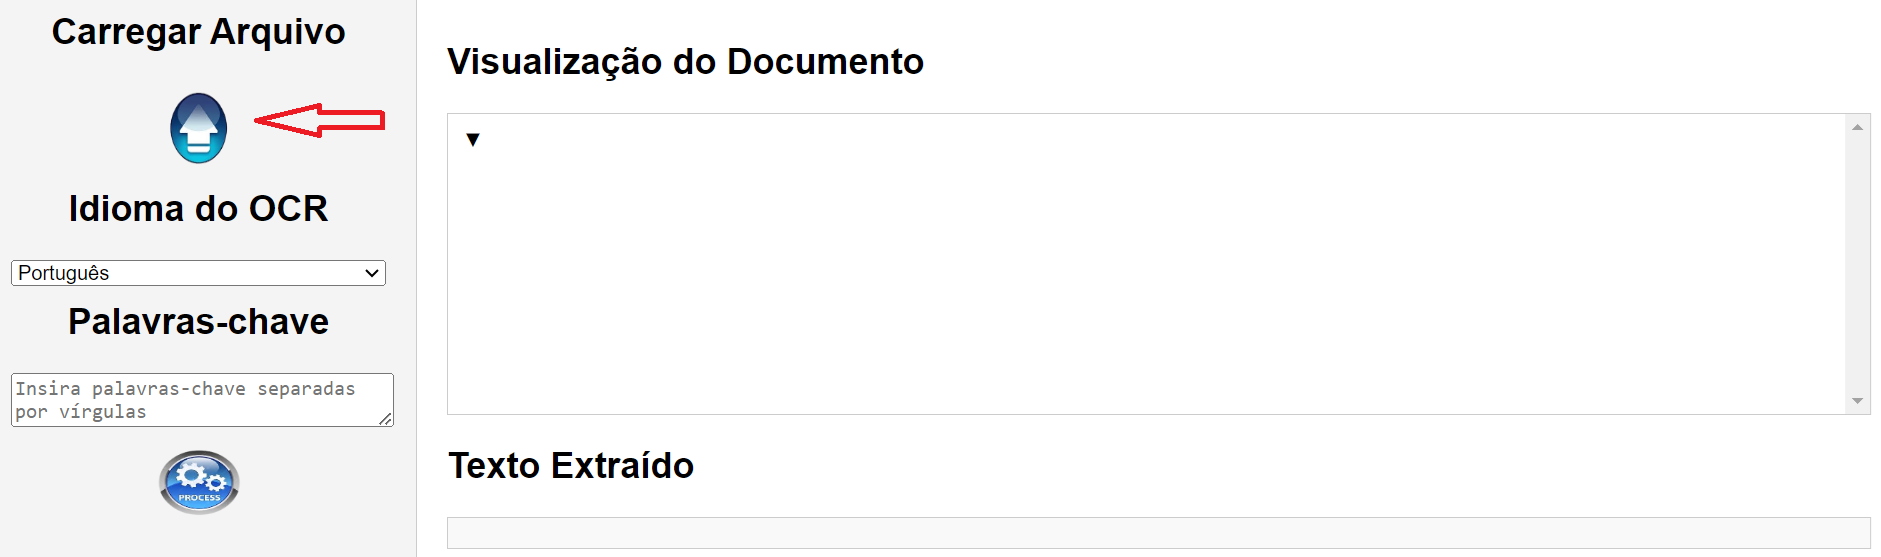 Carregar Arquivo
Idioma do OCR
Português
Palavras-chave
Insira palavras-chave separadas
por vírgulas
PROCESS
Visualização do Documento
▼
Texto Extraído